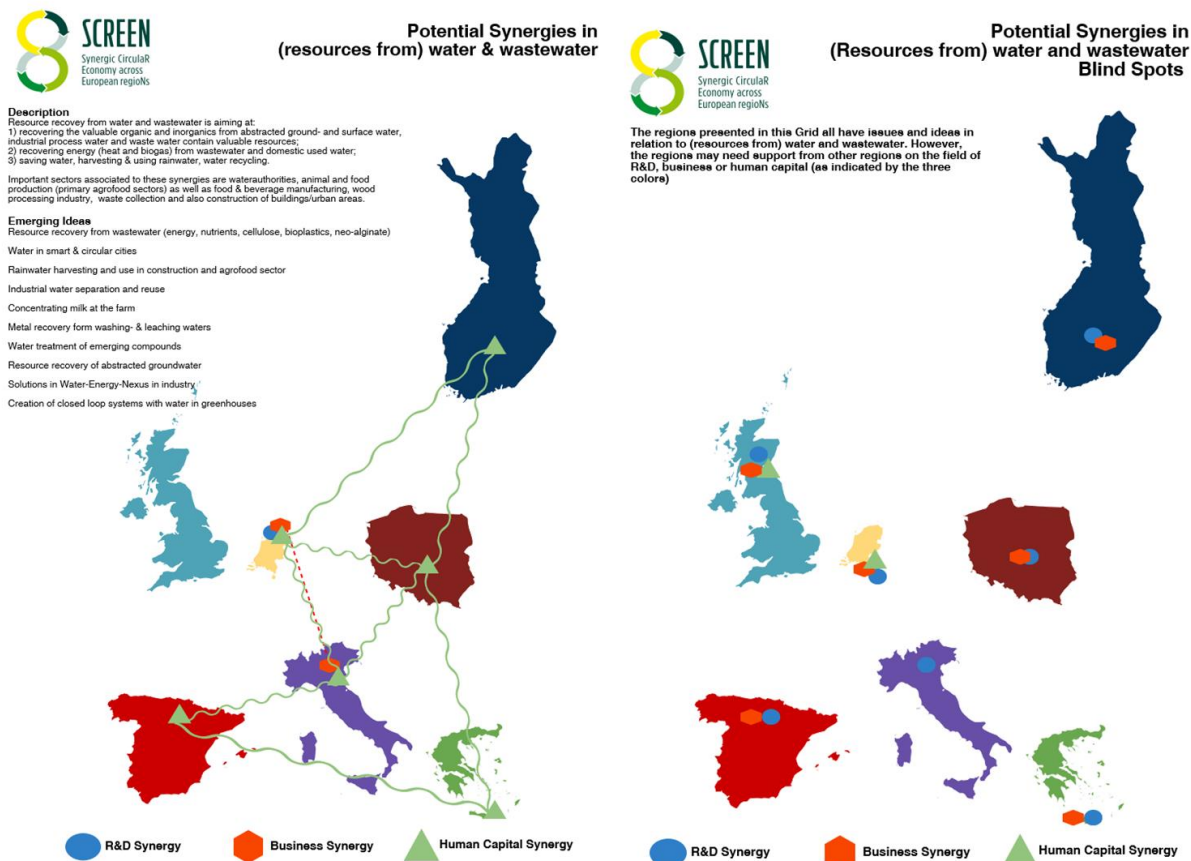 SCREEN
Synergic CirculaR
Economy across
European regioNs
Potential Synergies in
(resources from) water & wastewater
Description
Resource recovey from water and wastewater is aiming at:
1) recovering the valuable organic and inorganics from abstracted ground- and surface water,
industrial process water and waste water contain valuable resources;
2) recovering energy (heat and biogas) from wastewater and domestic used water;
3) saving water, harvesting & using rainwater, water recycling.
Important sectors associated to these synergies are waterauthorities, animal and food
production (primary agrofood sectors) as well as food & beverage manufacturing, wood
processing industry, waste collection and also construction of buildings/urban areas.
Emerging Ideas
Resource recovery from wastewater (energy, nutrients, cellulose, bioplastics, neo-alginate)
Water in smart & circular cities
Rainwater harvesting and use in construction and agrofood sector
Industrial water separation and reuse
Concentrating milk at the farm
Metal recovery form washing- & leaching waters
Water treatment of emerging compounds
Resource recovery of abstracted groundwater
Solutions in Water-Energy-Nexus in industry
Creation of closed loop systems with water in greenhouses
R&D Synergy
Business Synergy
Human Capital Synergy
SCREEN
Synergic CirculaR
Economy across
European regioNs
Potential Synergies in
(Resources from) water and wastewater
Blind Spots
The regions presented in this Grid all have issues and ideas in
relation to (resources from) water and wastewater. However,
the regions may need support from other regions on the field of
R&D, business or human capital (as indicated by the three
colors)
R&D Synergy
Business Synergy
Human Capital Synergy